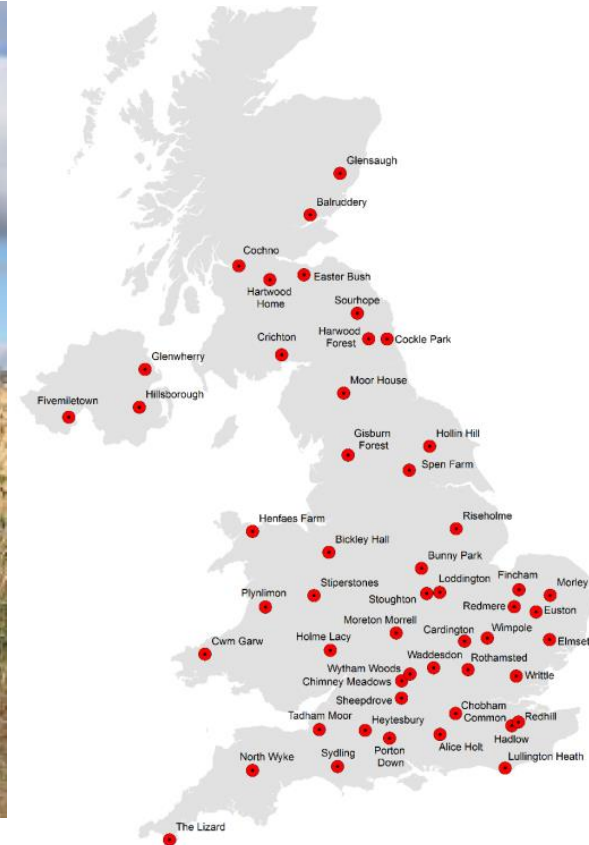 Glensaugh
Balruddery
Cochno
Easter Bush
Hartwood
Home
Sourhope
Harwood
Forest
Cockle Park
Crichton
Glenwherry
Moor House
Hillsborough
Fivemiletown
Gisburn
Forest
Hollin Hill
Spen Farm
Henfaes Farm
Riseholme
Bickley Hall
Bunny Park
Loddington
Fincham
Morley
Stiperstones
Stoughton
Plynlimon
Redmere
Euston
Moreton Morrell
Cardington
Wimpole
Elmset
Cwm Garw
Holme Lacy
Waddesdon
Rothamsted
Wytham Woods
Writtle
Chimney Meadows
Sheepdrove
Chobham
Common
Redhill
Tadham Moor
Heytesbury
Hadlow
Alice Holt
Porton
Down
North Wyke
Sydling
Lullington Heath
The Lizard